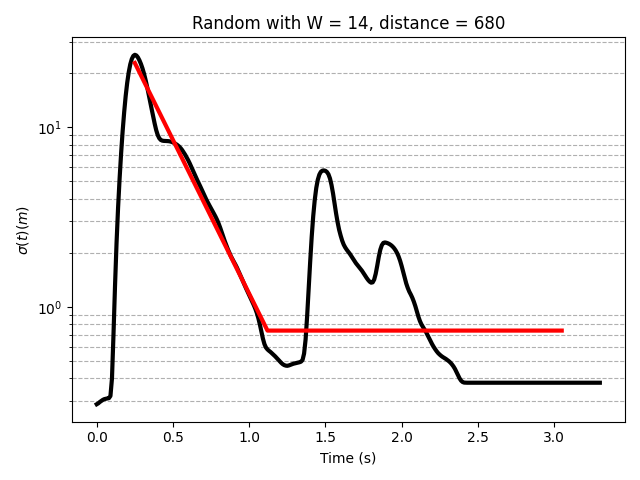 Random with W = 14, distance = 680
σ(t)(m)
10¹
10⁰
0.0 0.5 1.0 1.5 2.0 2.5 3.0
Time (s)